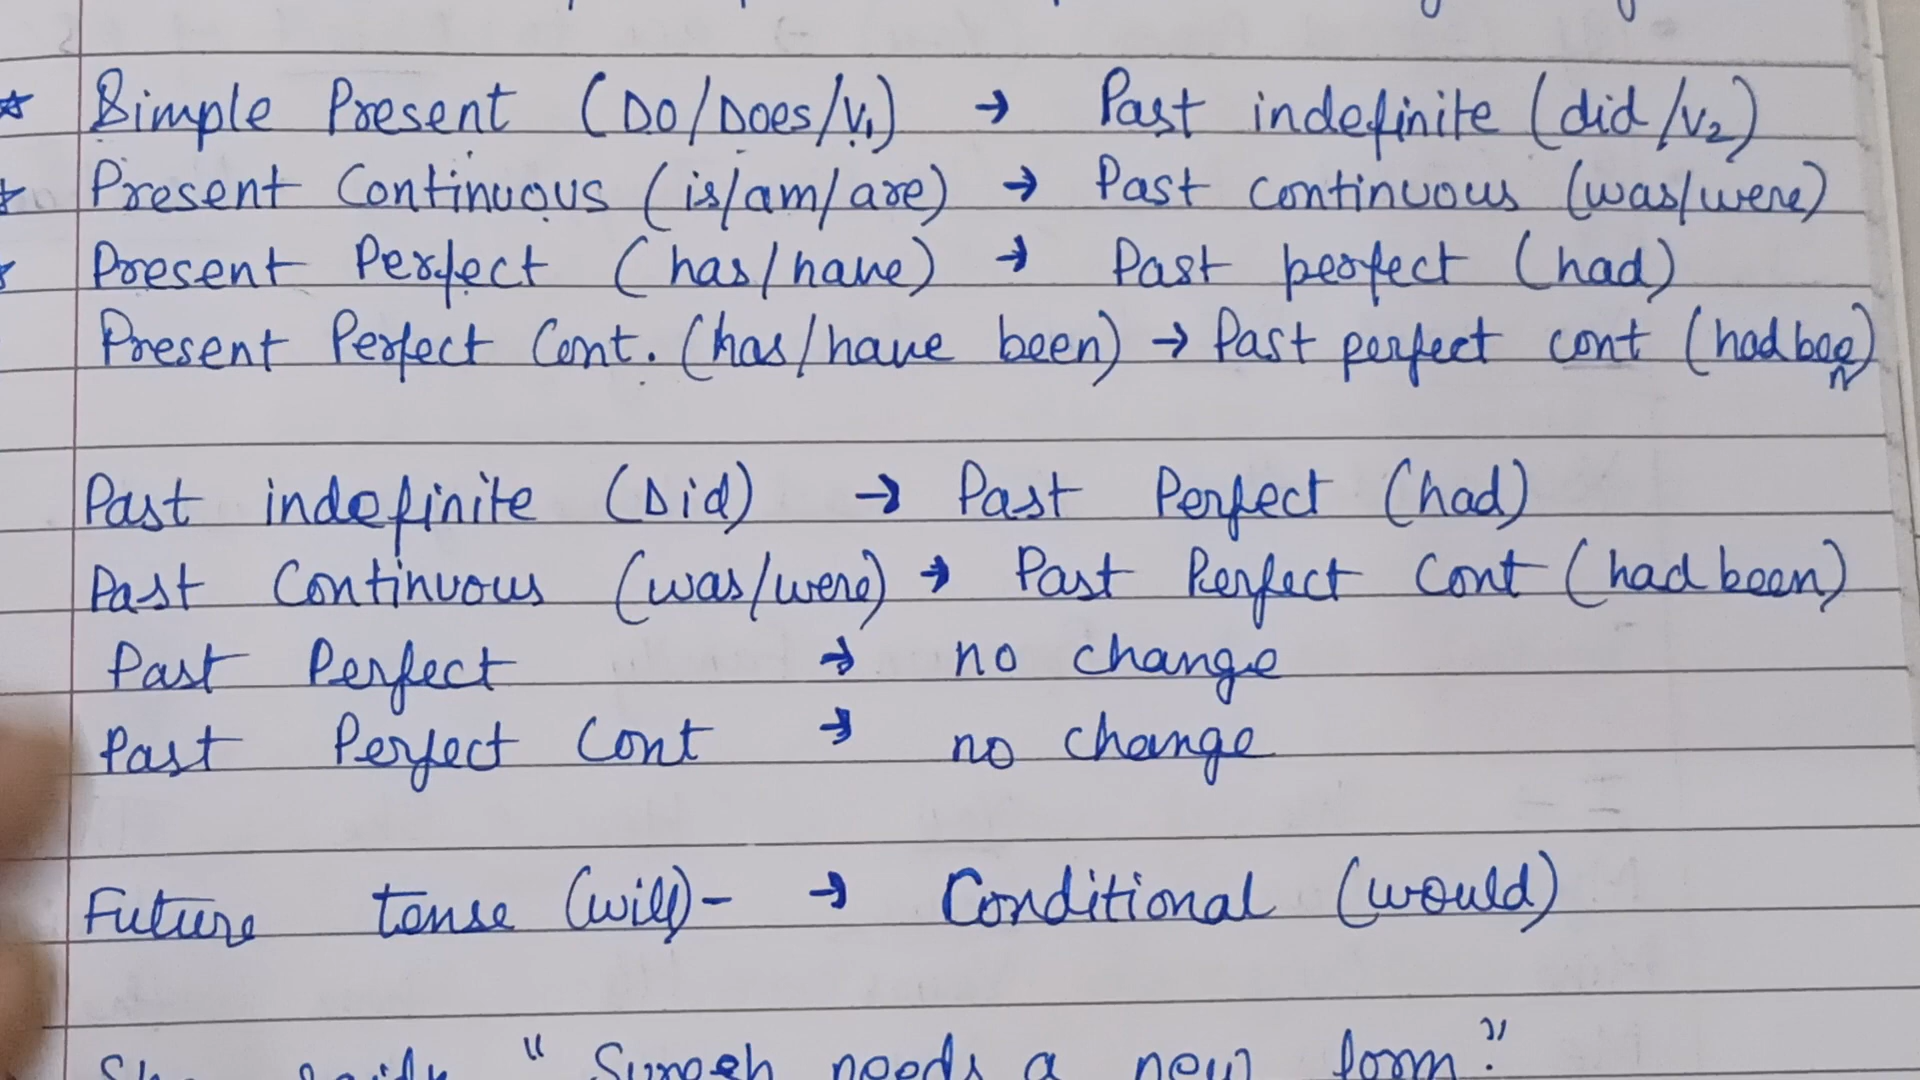 Simple Present (Do/Does/V₁) → Past indefinite (did/V₂)
Present Continuous (is/am/are) → Past continuous (was/were)
Present Perfect (has/have) → Past perfect (had)
Present Perfect Cont. (has/have been) → Past perfect cont (had been)
Past indefinite (Did) → Past Perfect (had)
Past Continuous (was/were) → Past Perfect Cont (had been)
Past Perfect → no change
Past Perfect Cont → no change
Future tense (will) - → Conditional (would)
"needs a new form."